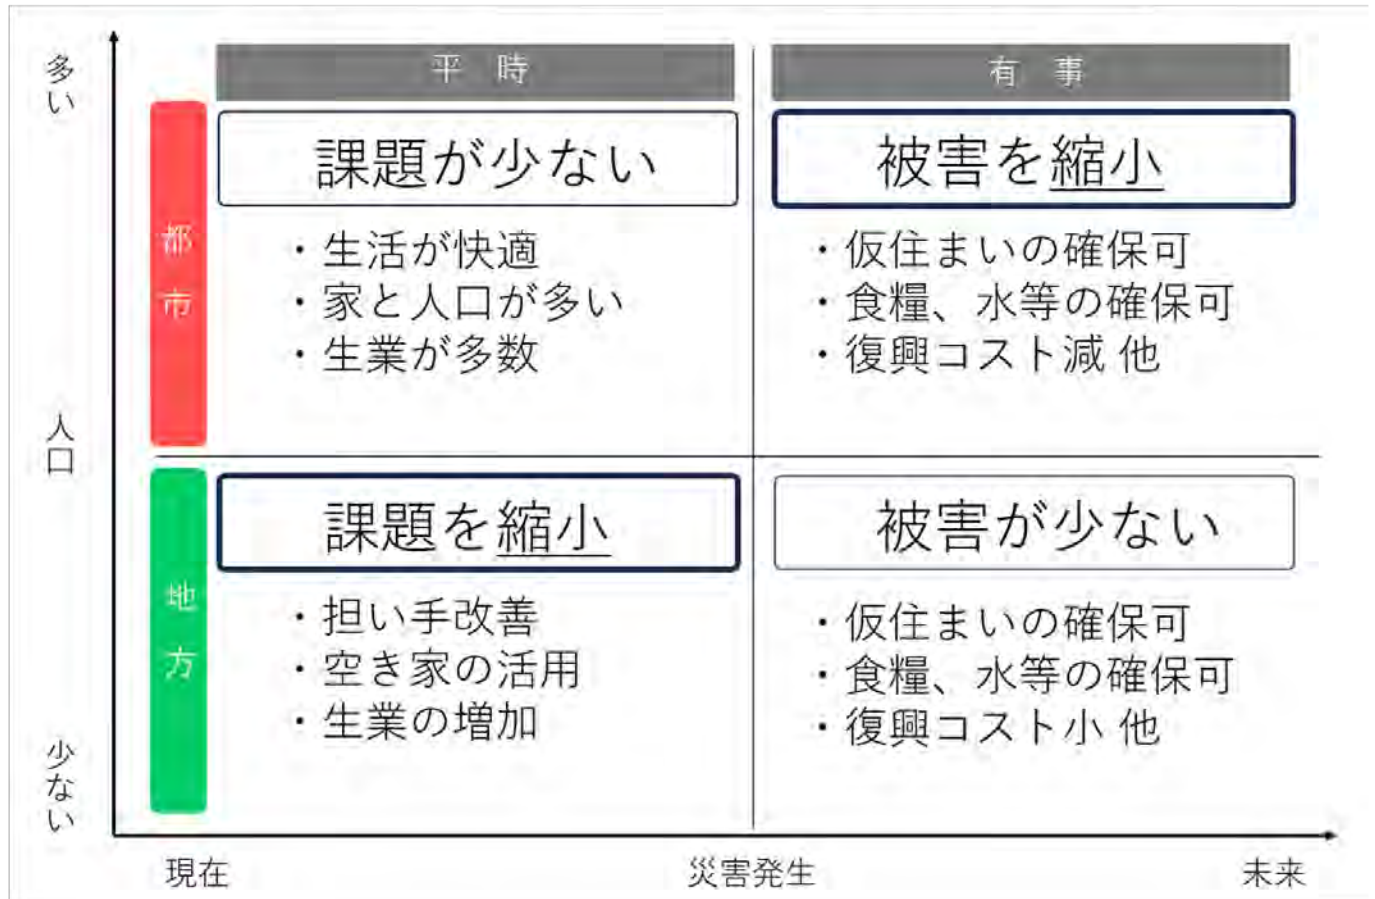 多い
人口
少ない
平 時
有 事
都市
課題が少ない
・生活が快適
・家と人口が多い
・生業が多数
被害を縮小
・仮住まいの確保可
・食糧、水等の確保可
・復興コスト減 他
地方
課題を縮小
・担い手改善
・空き家の活用
・生業の増加
被害が少ない
・仮住まいの確保可
・食糧、水等の確保可
・復興コスト小 他
現在
災害発生
未来